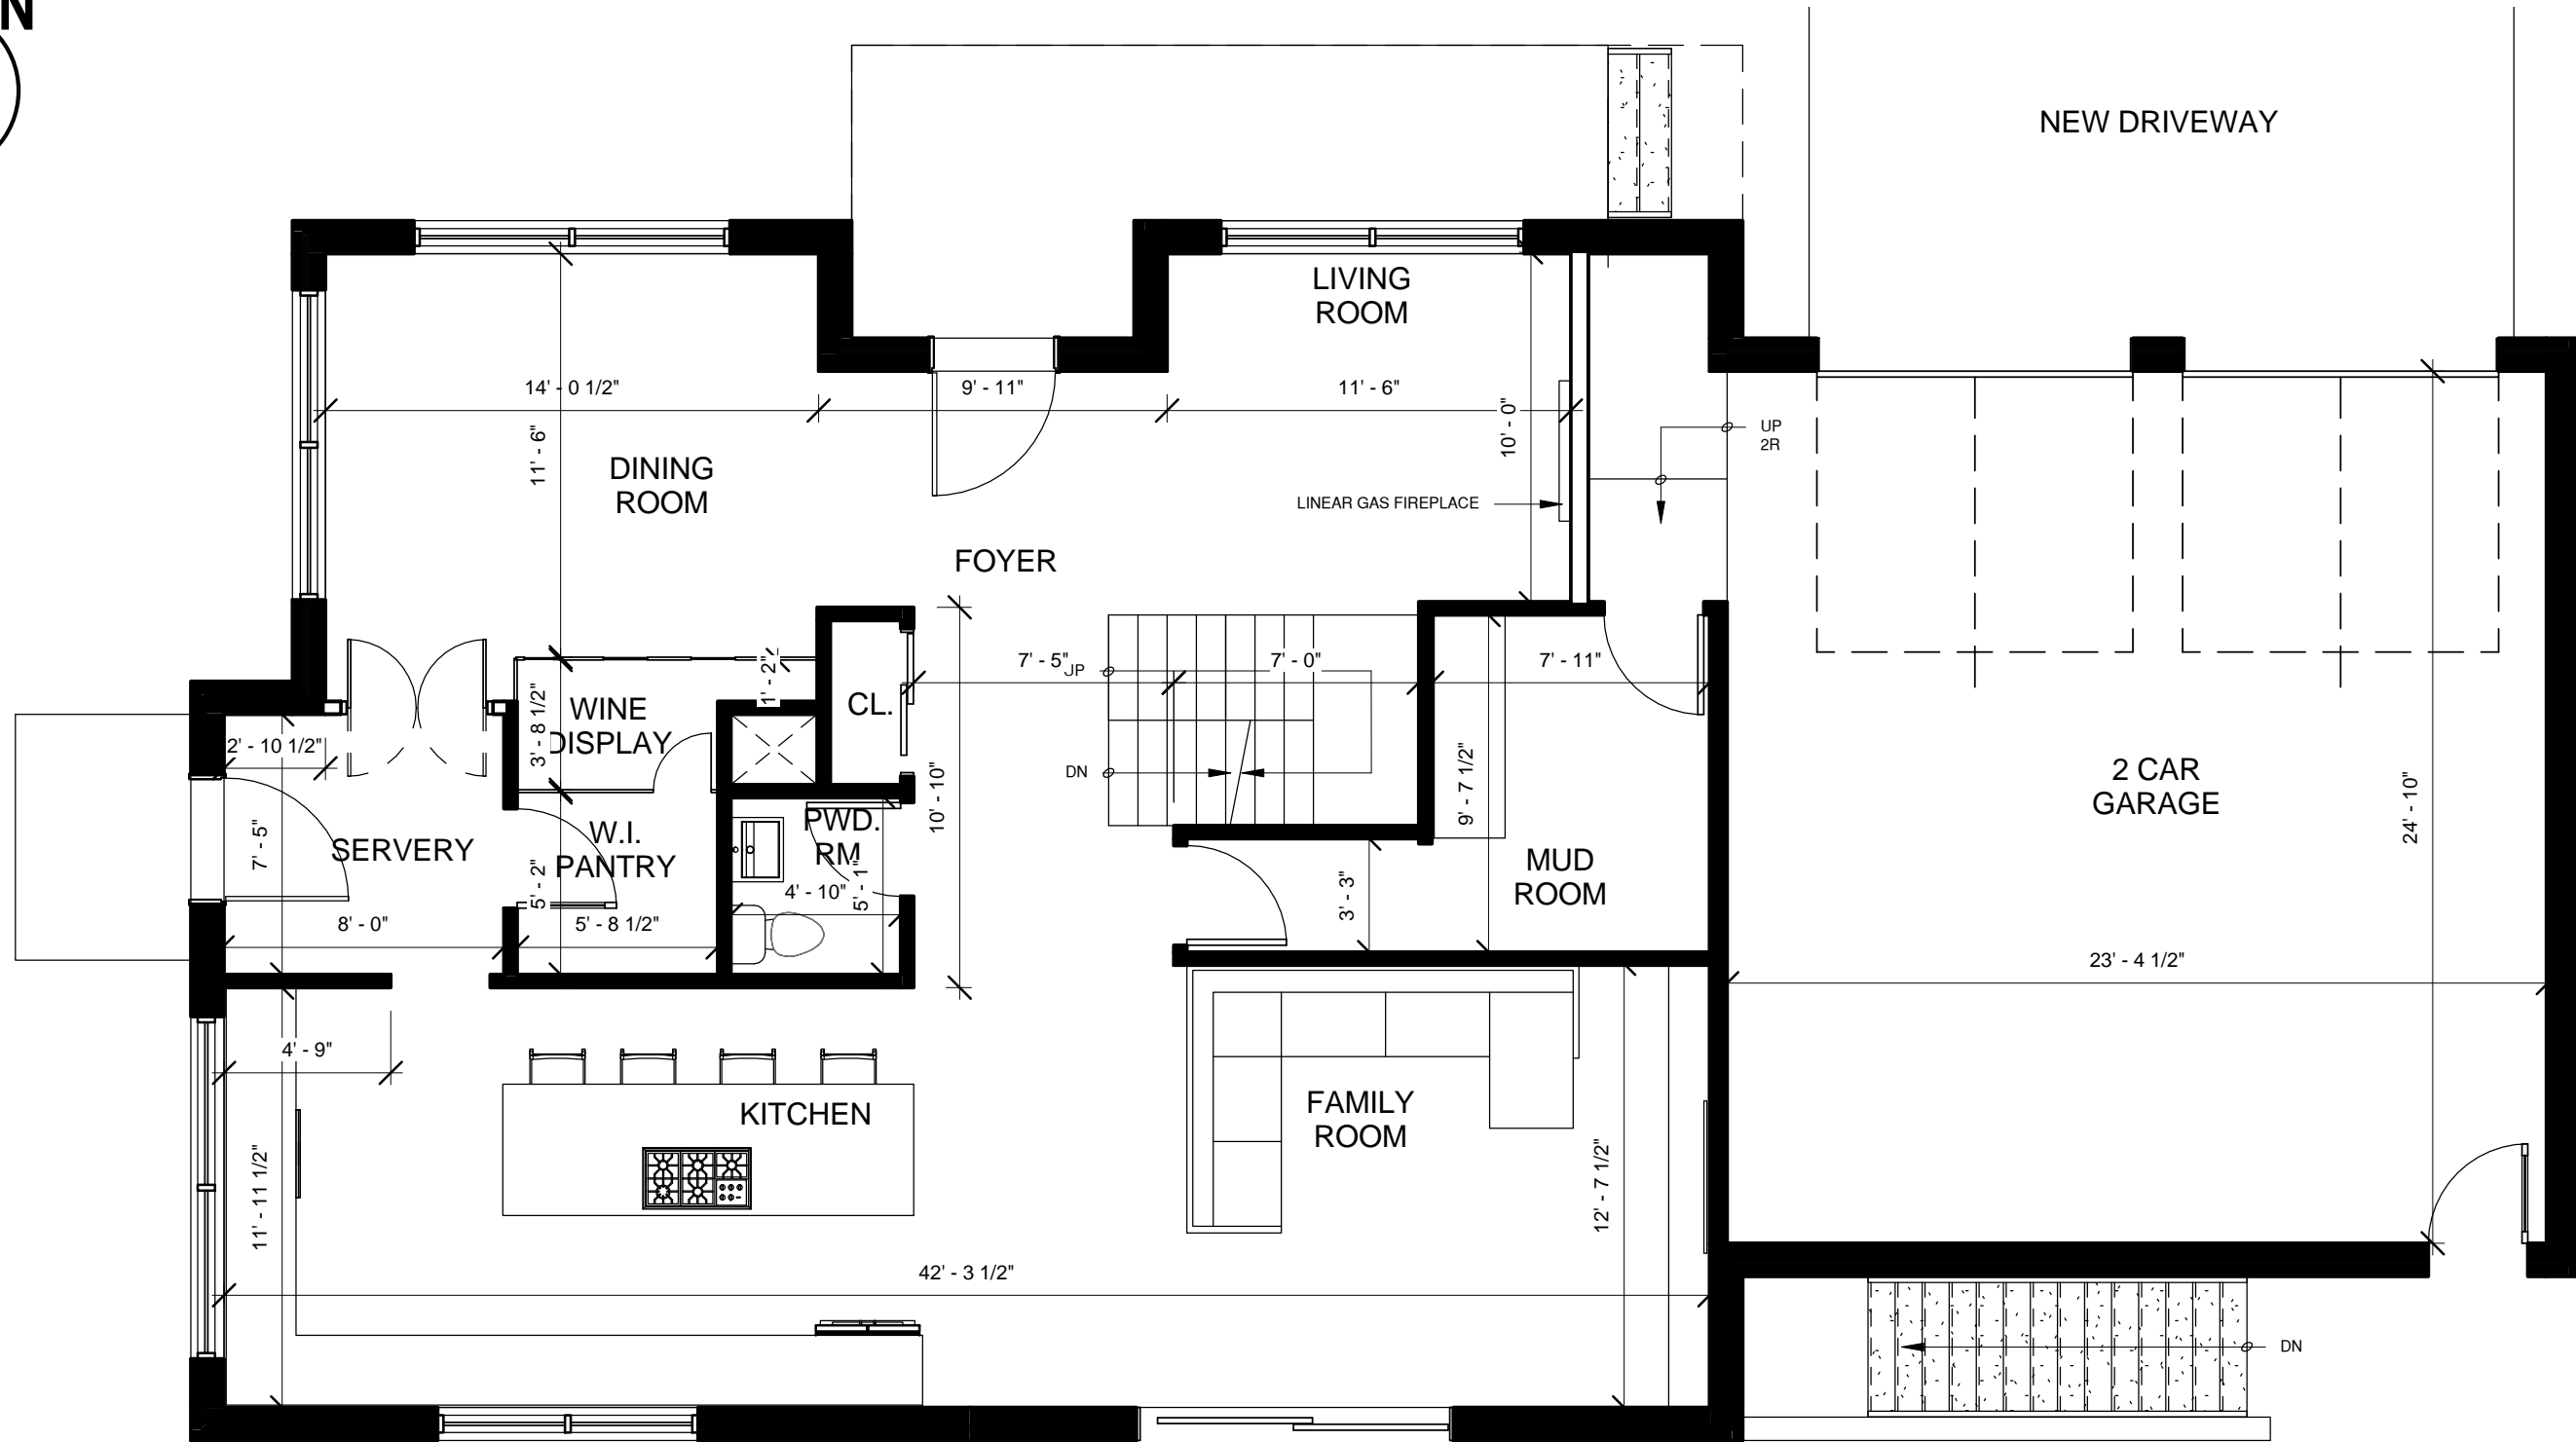 N
NEW DRIVEWAY
LIVING
ROOM
14' - 0 1/2"
9' - 11"
11' - 6"
10' - 0"
UP
2R
11' - 6"
DINING
ROOM
LINEAR GAS FIREPLACE
FOYER
7' - 5"
7' - 0"
7' - 11"
1' - 2"
CL.
WINE
DISPLAY
3' - 8 1/2"
2' - 10 1/2"
DN
9' - 7 1/2"
10' - 10"
2 CAR
GARAGE
24' - 10"
7' - 5"
SERVERY
W.I.
PANTRY
5' - 2"
PWD.
RM
4' - 10"
5' - 1"
MUD
ROOM
3' - 3"
8' - 0"
5' - 8 1/2"
23' - 4 1/2"
4' - 9"
KITCHEN
FAMILY
ROOM
11' - 11 1/2"
12' - 7 1/2"
42' - 3 1/2"
DN